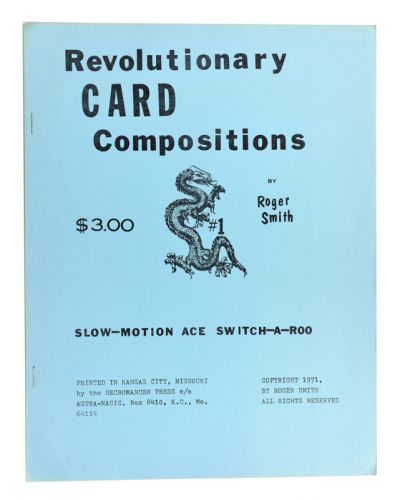 Revolutionary
CARD
Compositions
BY
Roger
Smith
$3.00
#1
SLOW—MOTION ACE SWITCH—A—ROO
PRINTED IN KANSAS CITY, MISSOURI
by the NECROMANCER PRESS c/o
ASTRA-MAGIC, Box 8410, K.C., Mo.
64114
COPYRIGHT 1971,
BY ROGER SMITH
ALL RIGHTS RESERVED